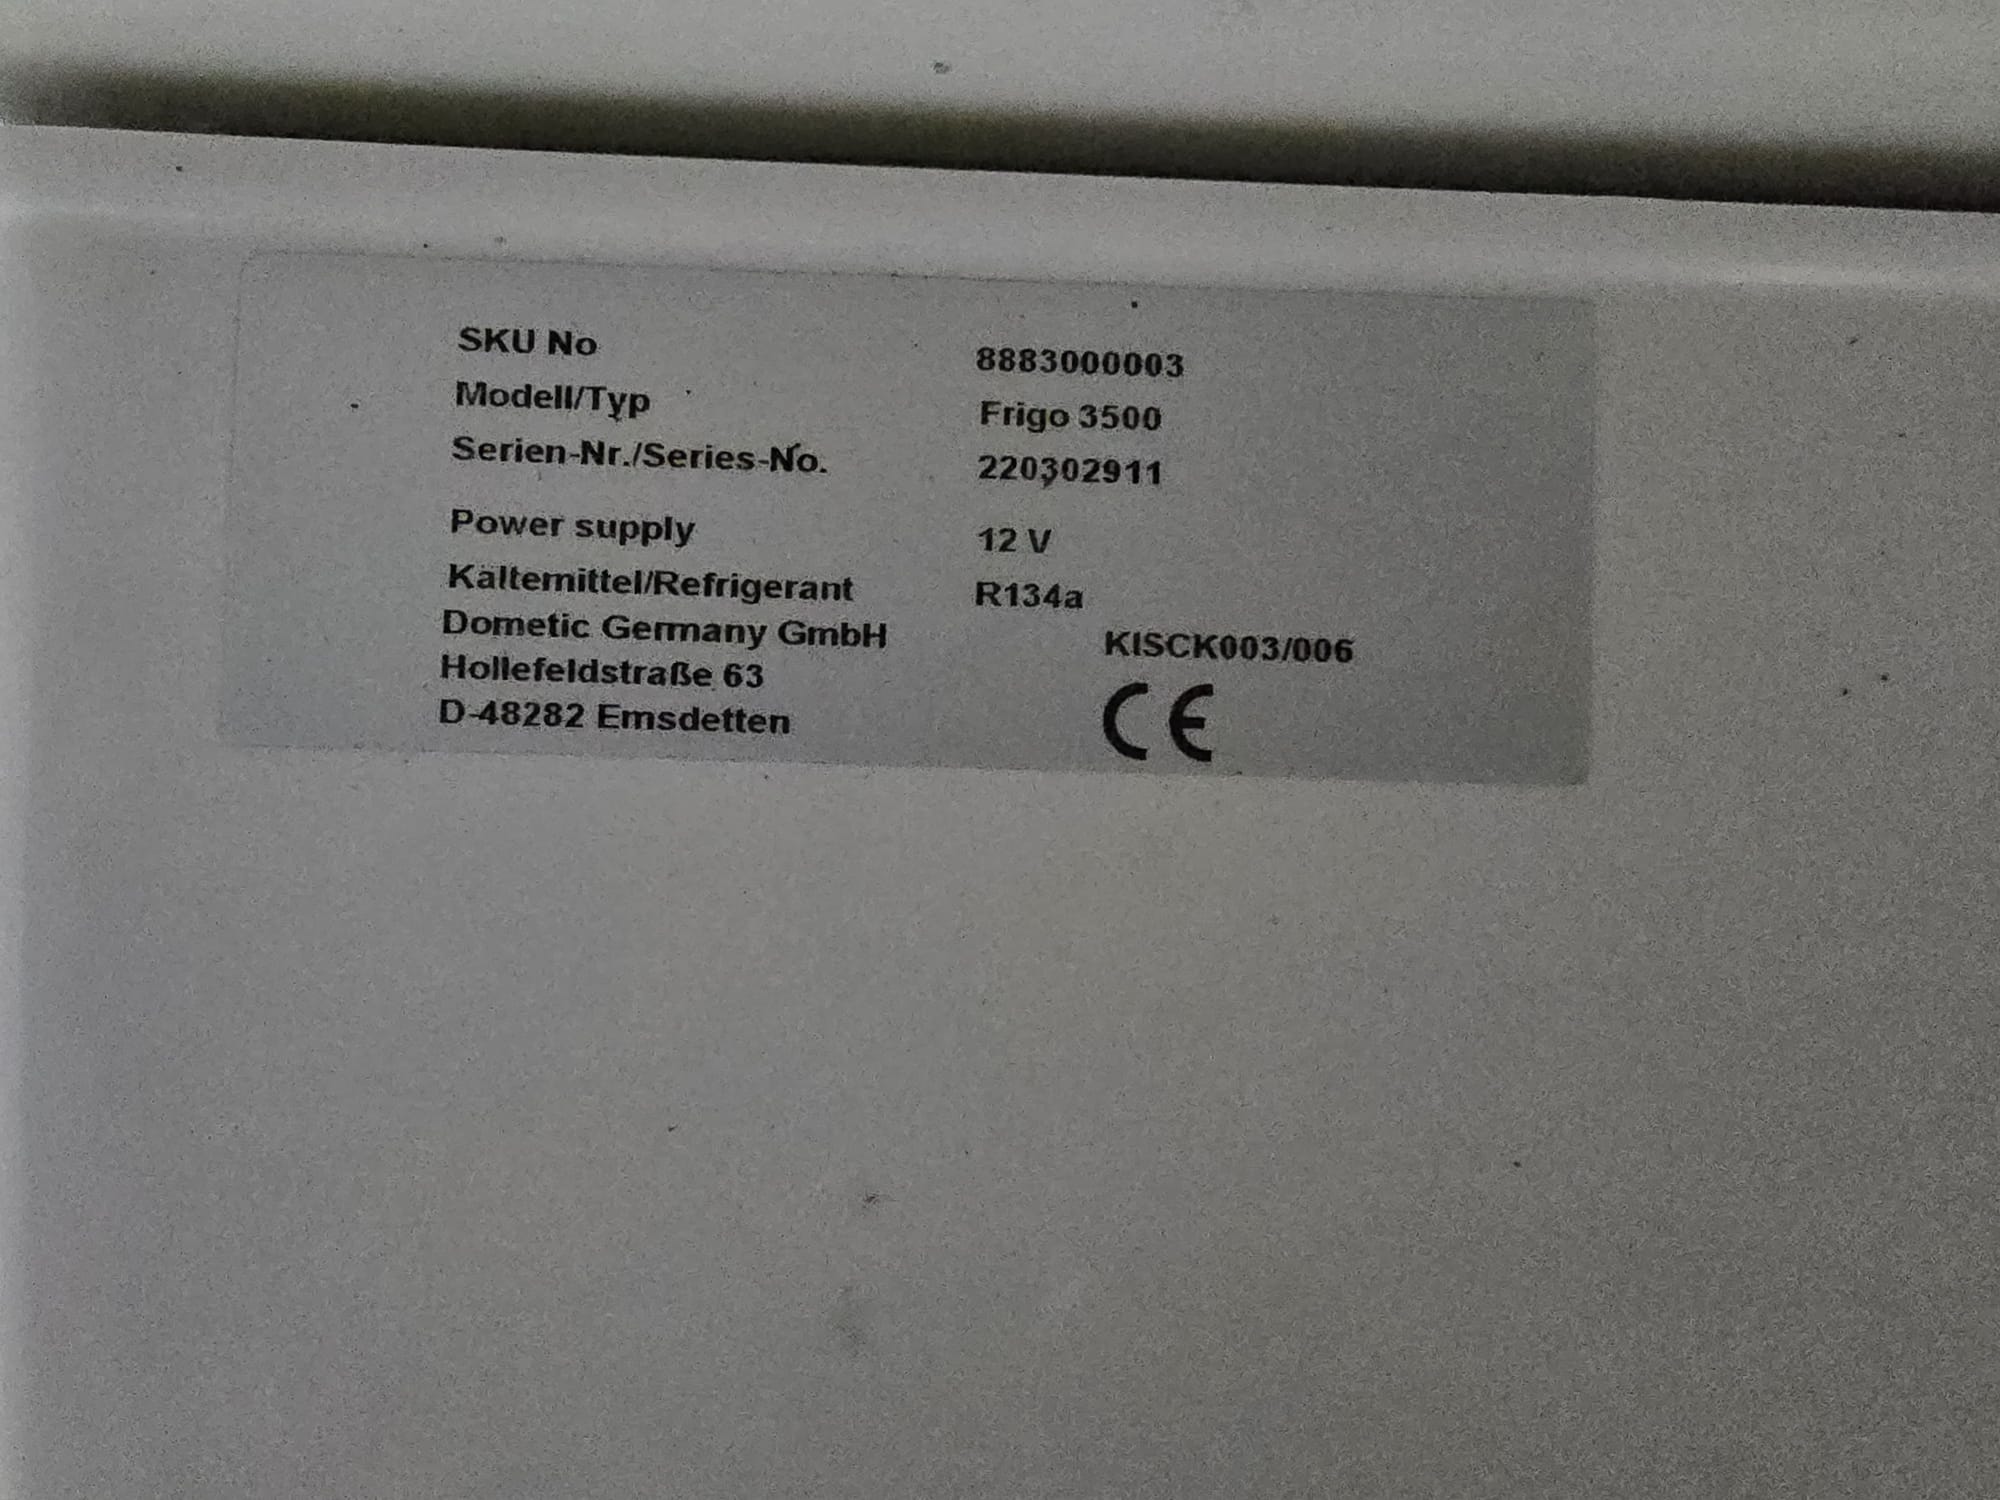 SKU No 8883000003
Modell/Typ Frigo 3500
Serien-Nr./Series-No. 220302911
Power supply 12 V
Kältemittel/Refrigerant R134a
Dometic Germany GmbH KISCK003/006
Hollefeldstraße 63
D-48282 Emsdetten CE